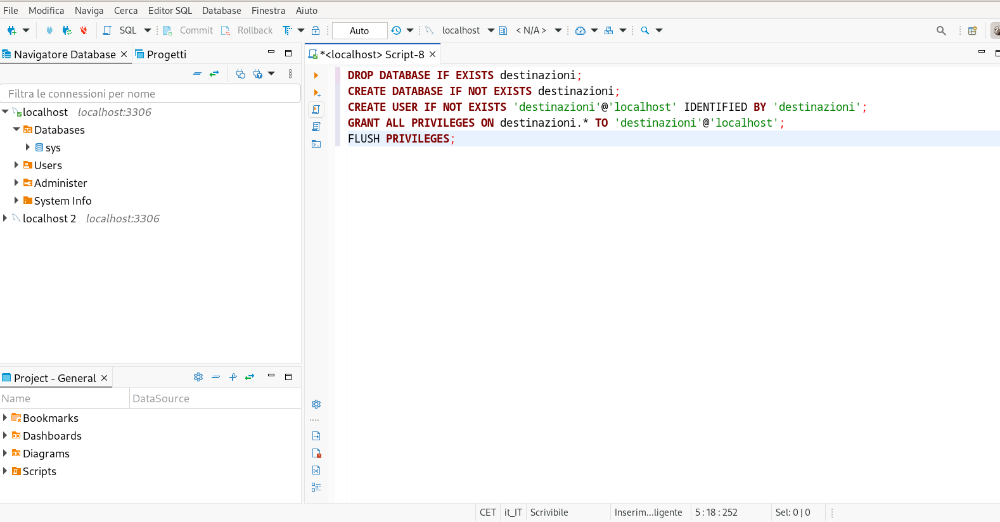 File Modifica Naviga Cerca Editor SQL Database Finestra Aiuto
SQL Commit Rollback Auto localhost < N/A >
Navigatore Database Progetti
Filtra le connessioni per nome
localhost localhost:3306
Databases
sys
Users
Administer
System Info
localhost 2 localhost:3306
*<localhost> Script-8
DROP DATABASE IF EXISTS destinazioni;
CREATE DATABASE IF NOT EXISTS destinazioni;
CREATE USER IF NOT EXISTS 'destinazioni'@'localhost' IDENTIFIED BY 'destinazioni';
GRANT ALL PRIVILEGES ON destinazioni.* TO 'destinazioni'@'localhost';
FLUSH PRIVILEGES;
Project - General
Name DataSource
Bookmarks
Dashboards
Diagrams
Scripts
CET it_IT Scrivibile Inserim...ligente 5 : 18 : 252 Sel: 0 | 0